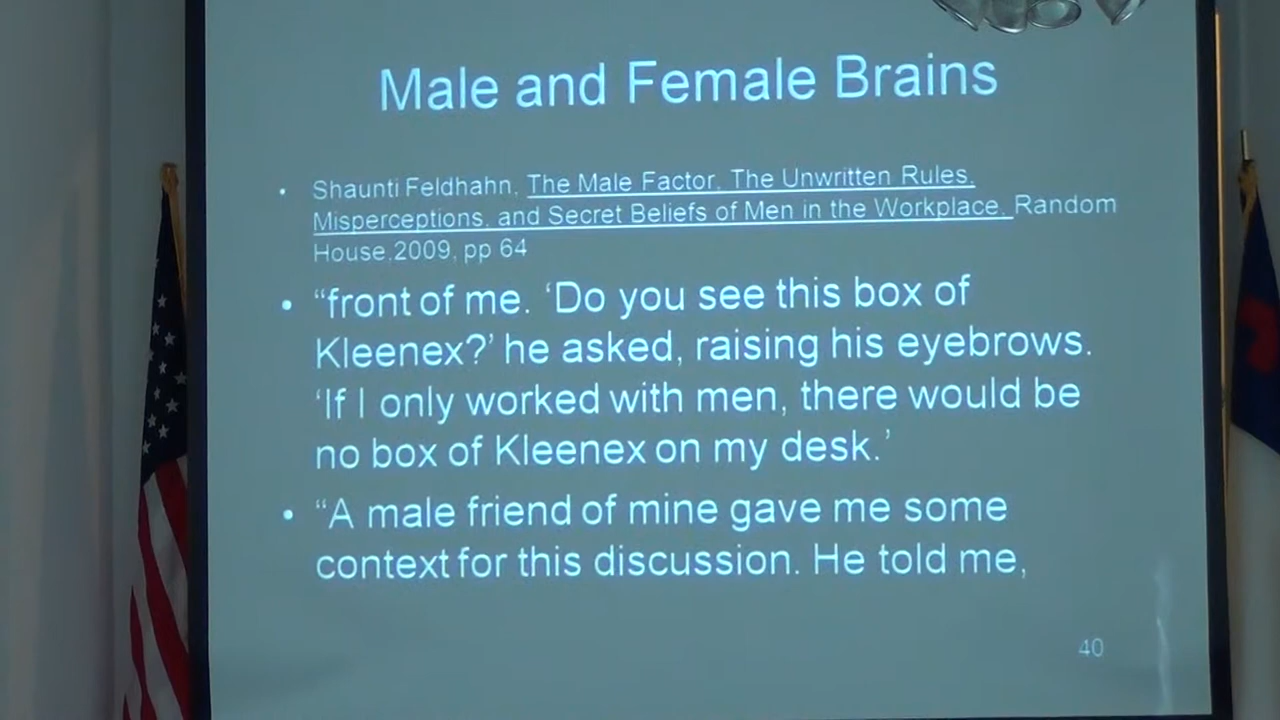 Male and Female Brains
• Shaunti Feldhahn, The Male Factor. The Unwritten Rules,
Misperceptions, and Secret Beliefs of Men in the Workplace, Random
House.2009, pp 64
• “front of me. ‘Do you see this box of
Kleenex?’ he asked, raising his eyebrows.
‘If I only worked with men, there would be
no box of Kleenex on my desk.’
• “A male friend of mine gave me some
context for this discussion. He told me,
40